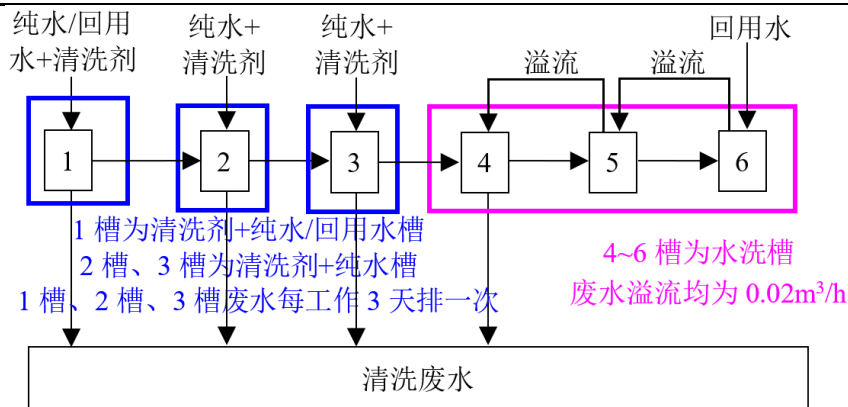 纯水/回用
水+清洗剂
纯水+
清洗剂
纯水+
清洗剂
回用水
溢流
溢流
1
2
3
4
5
6
1 槽为清洗剂+纯水/回用水槽
2 槽、3 槽为清洗剂+纯水槽
1 槽、2 槽、3 槽废水每工作 3 天排一次
4~6 槽为水洗槽
废水溢流均为 0.02m³/h
清洗废水